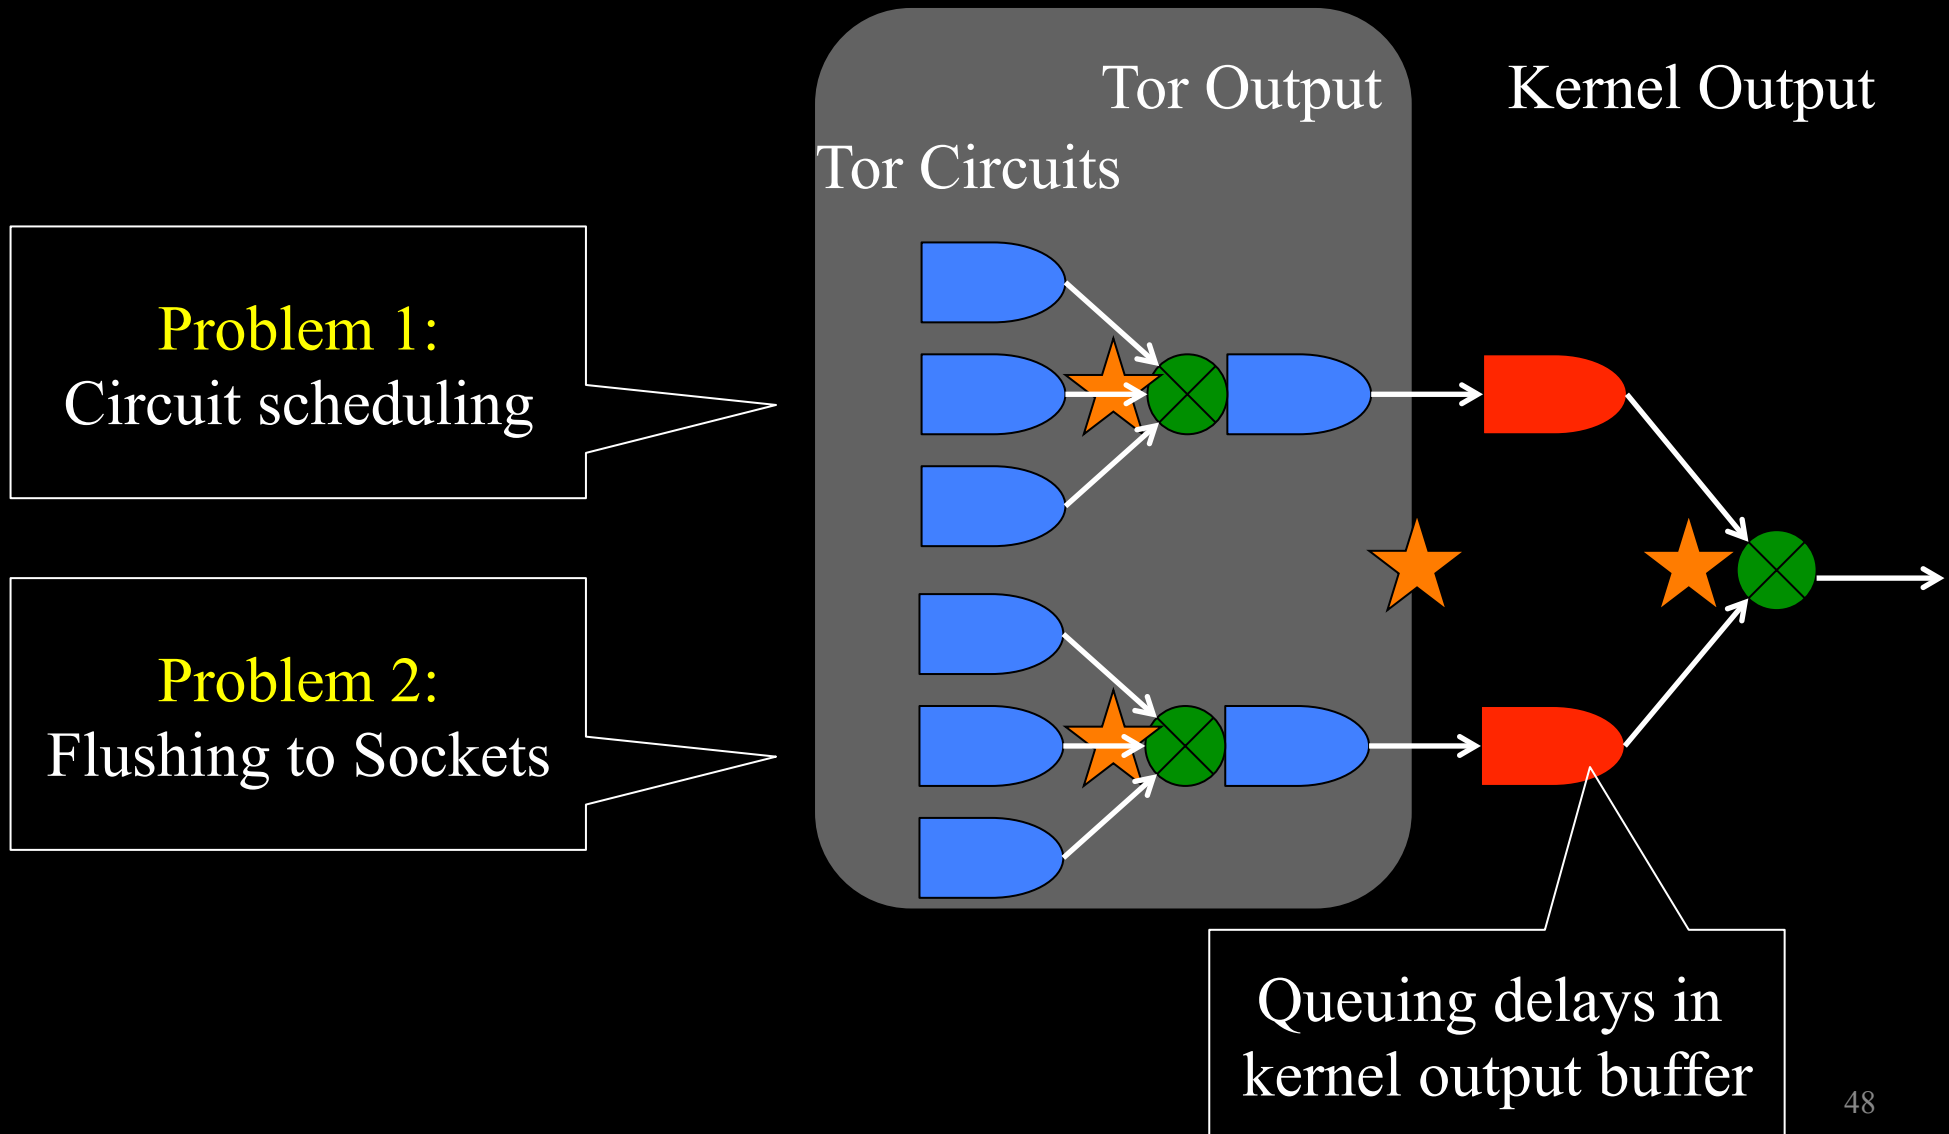 Tor Output
Kernel Output
Tor Circuits
Problem 1:
Circuit scheduling
Problem 2:
Flushing to Sockets
Queuing delays in
kernel output buffer
48